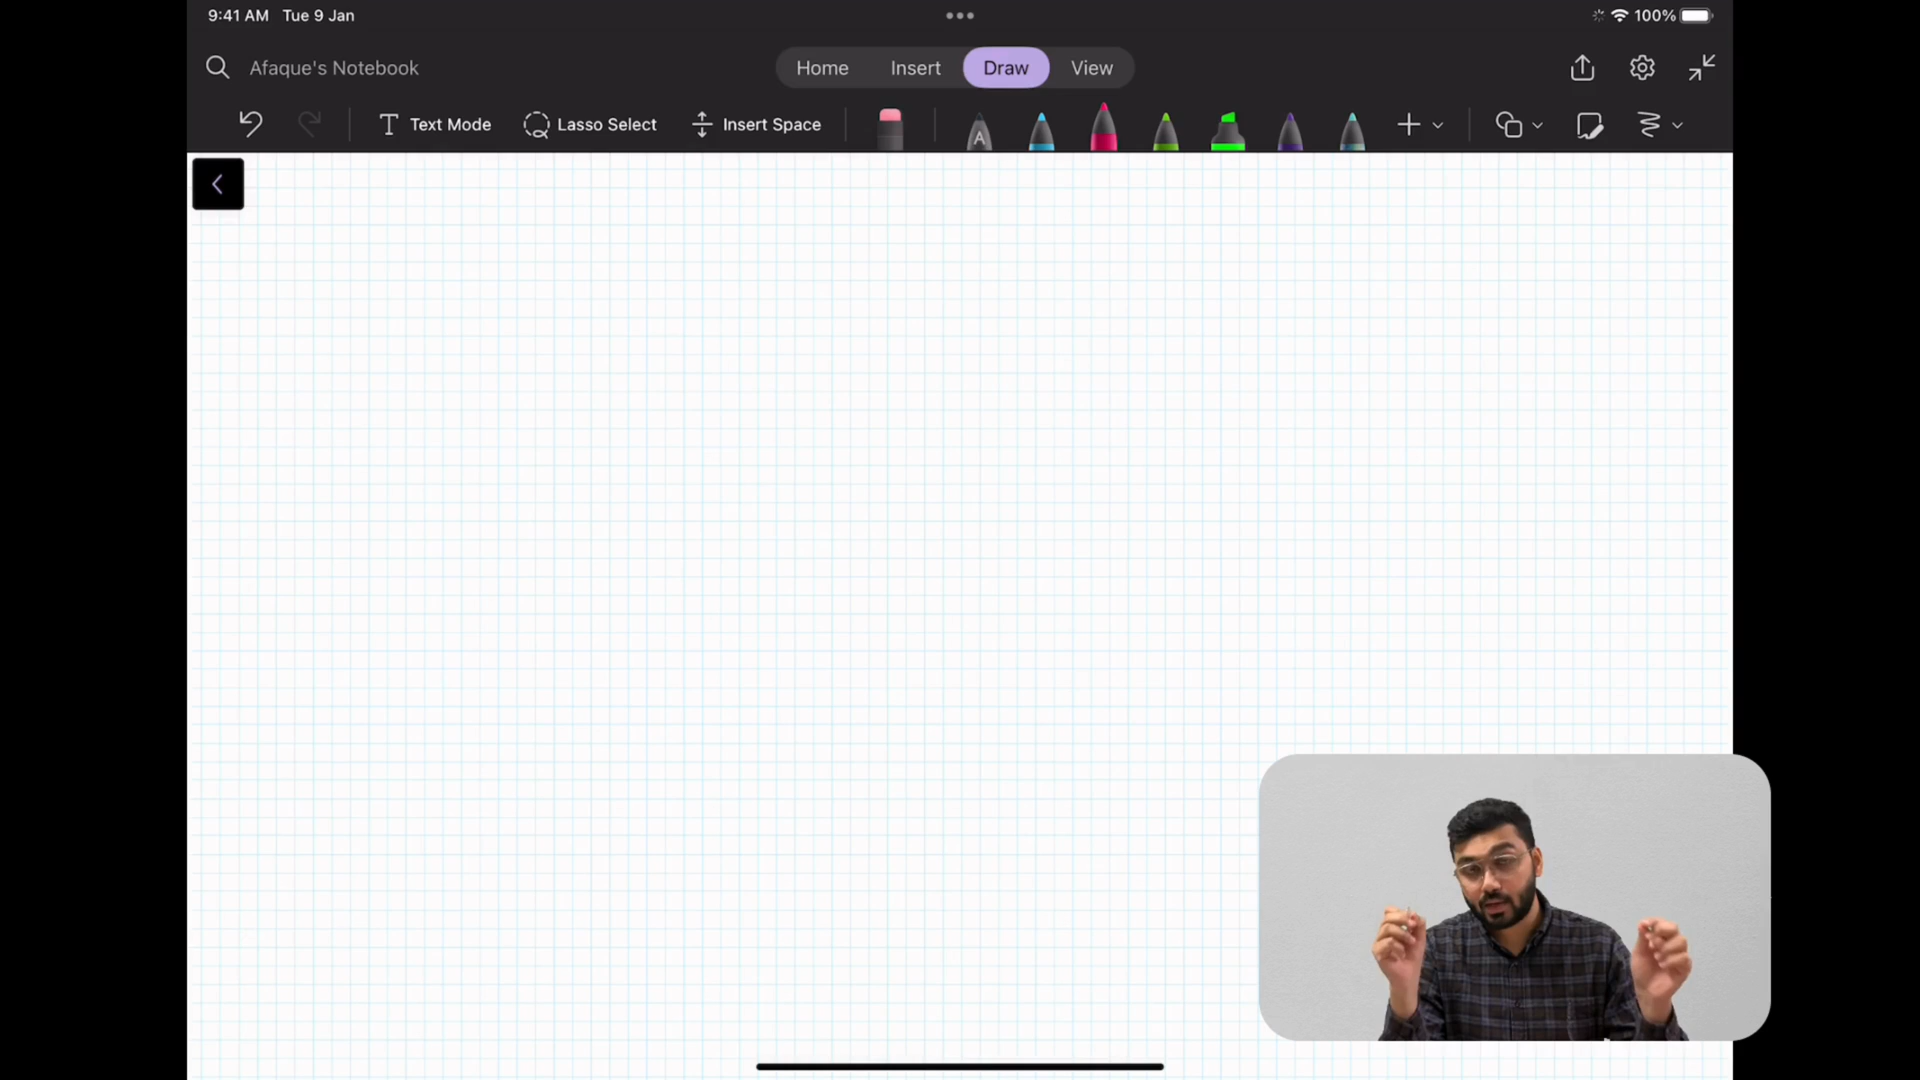 9:41 AM Tue 9 Jan
100%
Afaque's Notebook
Home Insert Draw View
Text Mode Lasso Select Insert Space
A